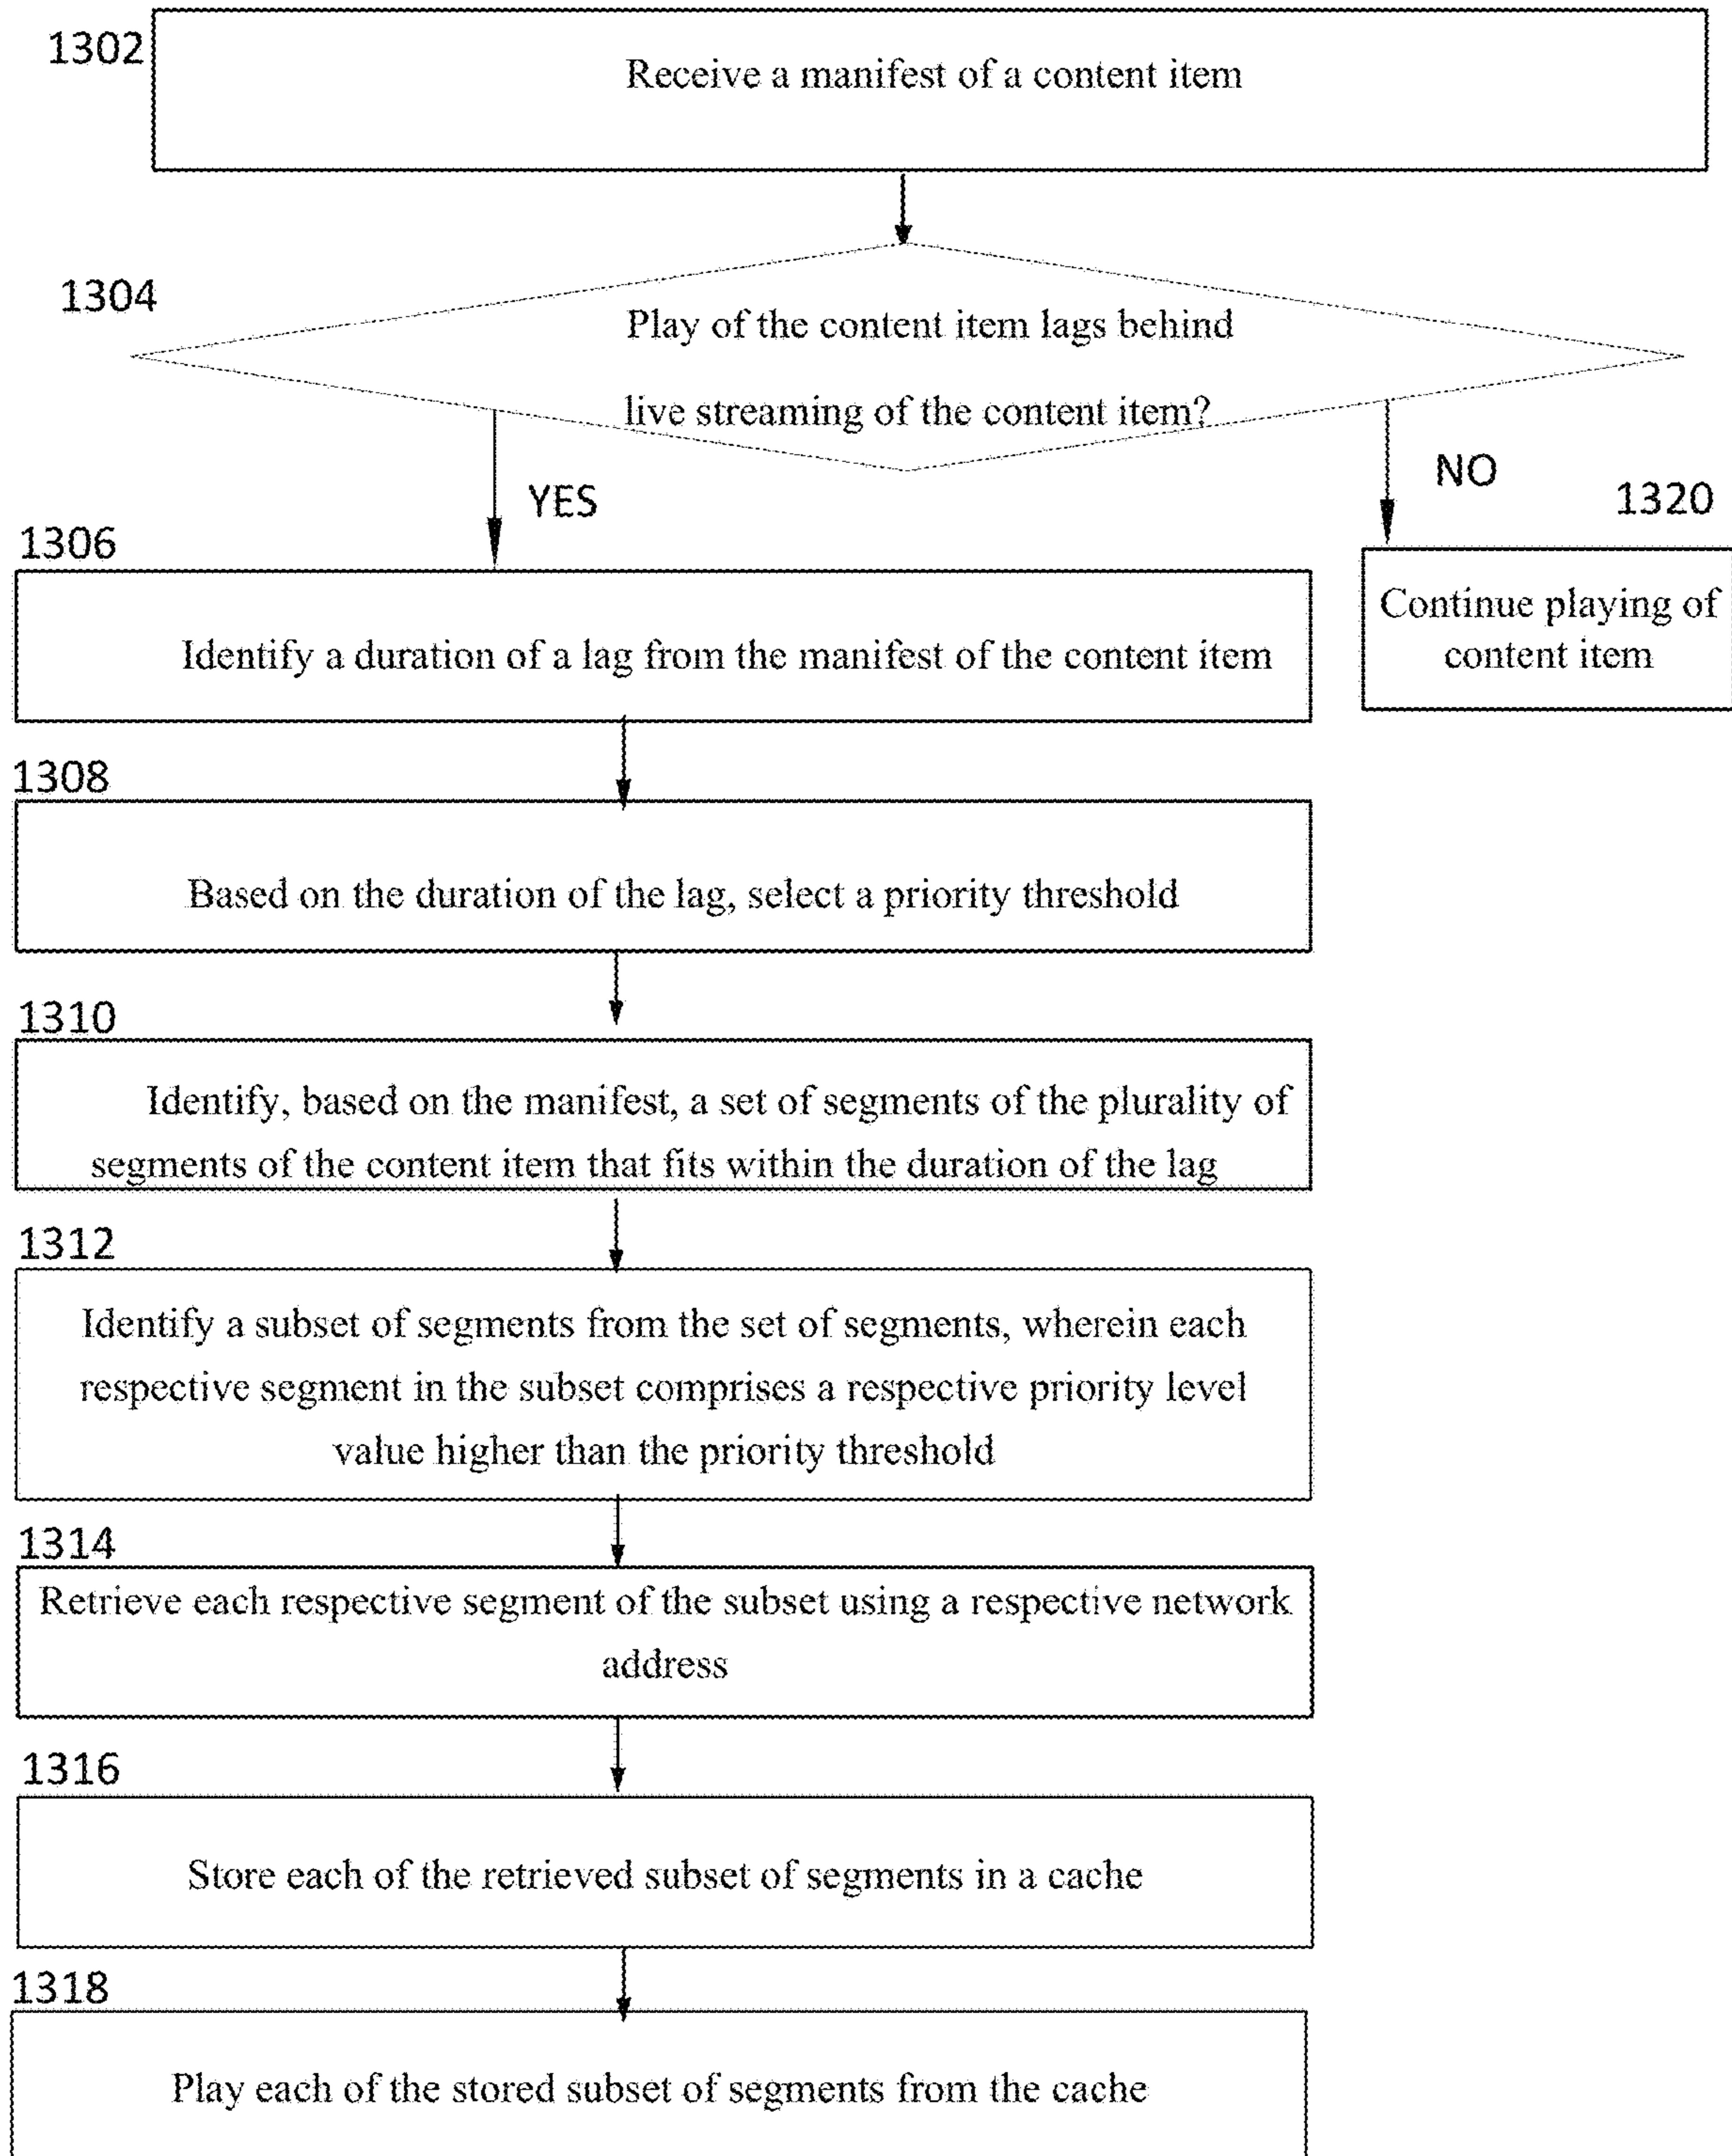 1302
Receive a manifest of a content item
1304
Play of the content item lags behind
live streaming of the content item?
YES
NO
1320
Continue playing of
content item
1306
Identify a duration of a lag from the manifest of the content item
1308
Based on the duration of the lag, select a priority threshold
1310
Identify, based on the manifest, a set of segments of the plurality of
segments of the content item that fits within the duration of the lag
1312
Identify a subset of segments from the set of segments, wherein each
respective segment in the subset comprises a respective priority level
value higher than the priority threshold
1314
Retrieve each respective segment of the subset using a respective network
address
1316
Store each of the retrieved subset of segments in a cache
1318
Play each of the stored subset of segments from the cache